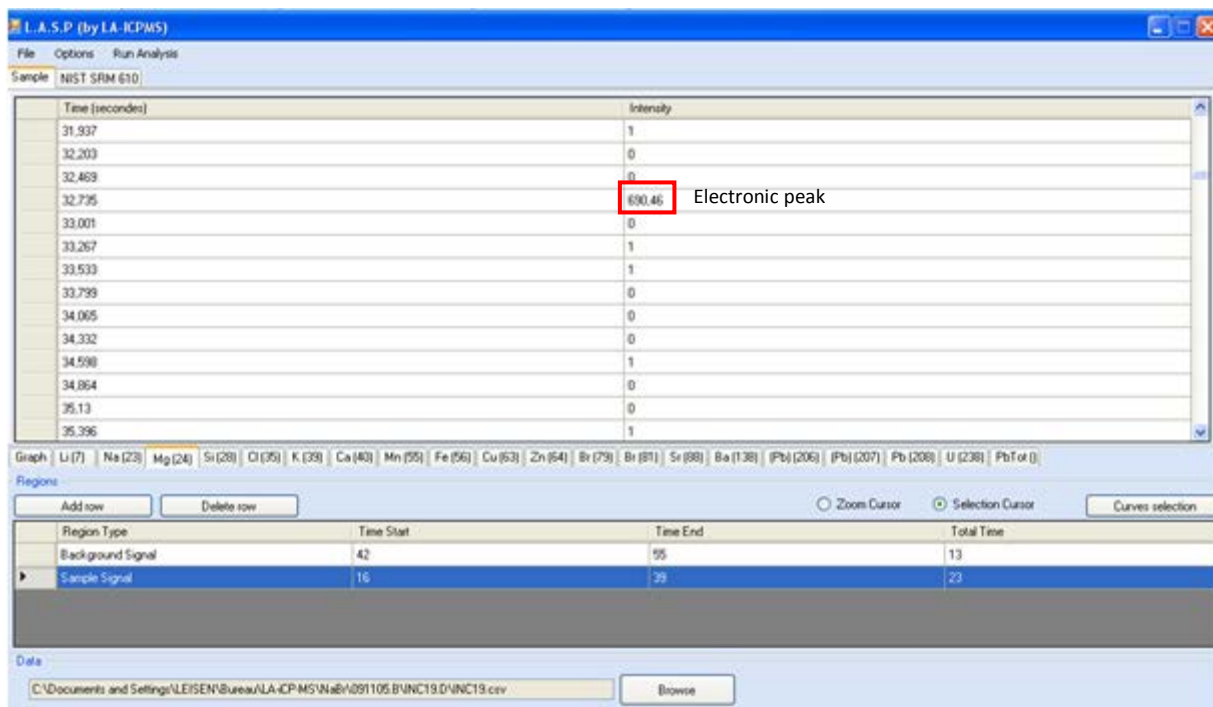 L.A.S.P (by LA-ICPMS)
File Options Run Analysis
Sample NIST SRM 610
Time (secondes) Intensity
31,937 1
32,203 0
32,469 0
32,735 690,46 Electronic peak
33,001 0
33,267 1
33,533 1
33,799 0
34,065 0
34,332 0
34,598 1
34,864 0
35,13 0
35,396 1
Graph Li (7) Na (23) Mg (24) Si (28) Cl (35) K (39) Ca (40) Mn (55) Fe (56) Cu (63) Zn (64) Br (79) Br (81) Sr (88) Ba (138) (Pb) (206) (Pb) (207) Pb (208) U (238) PbTot ()
Regions
Add row Delete row Zoom Cursor Selection Cursor Curves selection
Region Type Time Start Time End Total Time
Background Signal 42 55 13
Sample Signal 16 39 23
Data
C:\Documents and Settings\LEISEN\Bureau\LA-ICP-MS\NaBr\091105.B\INC19.D\INC19.csv Browse